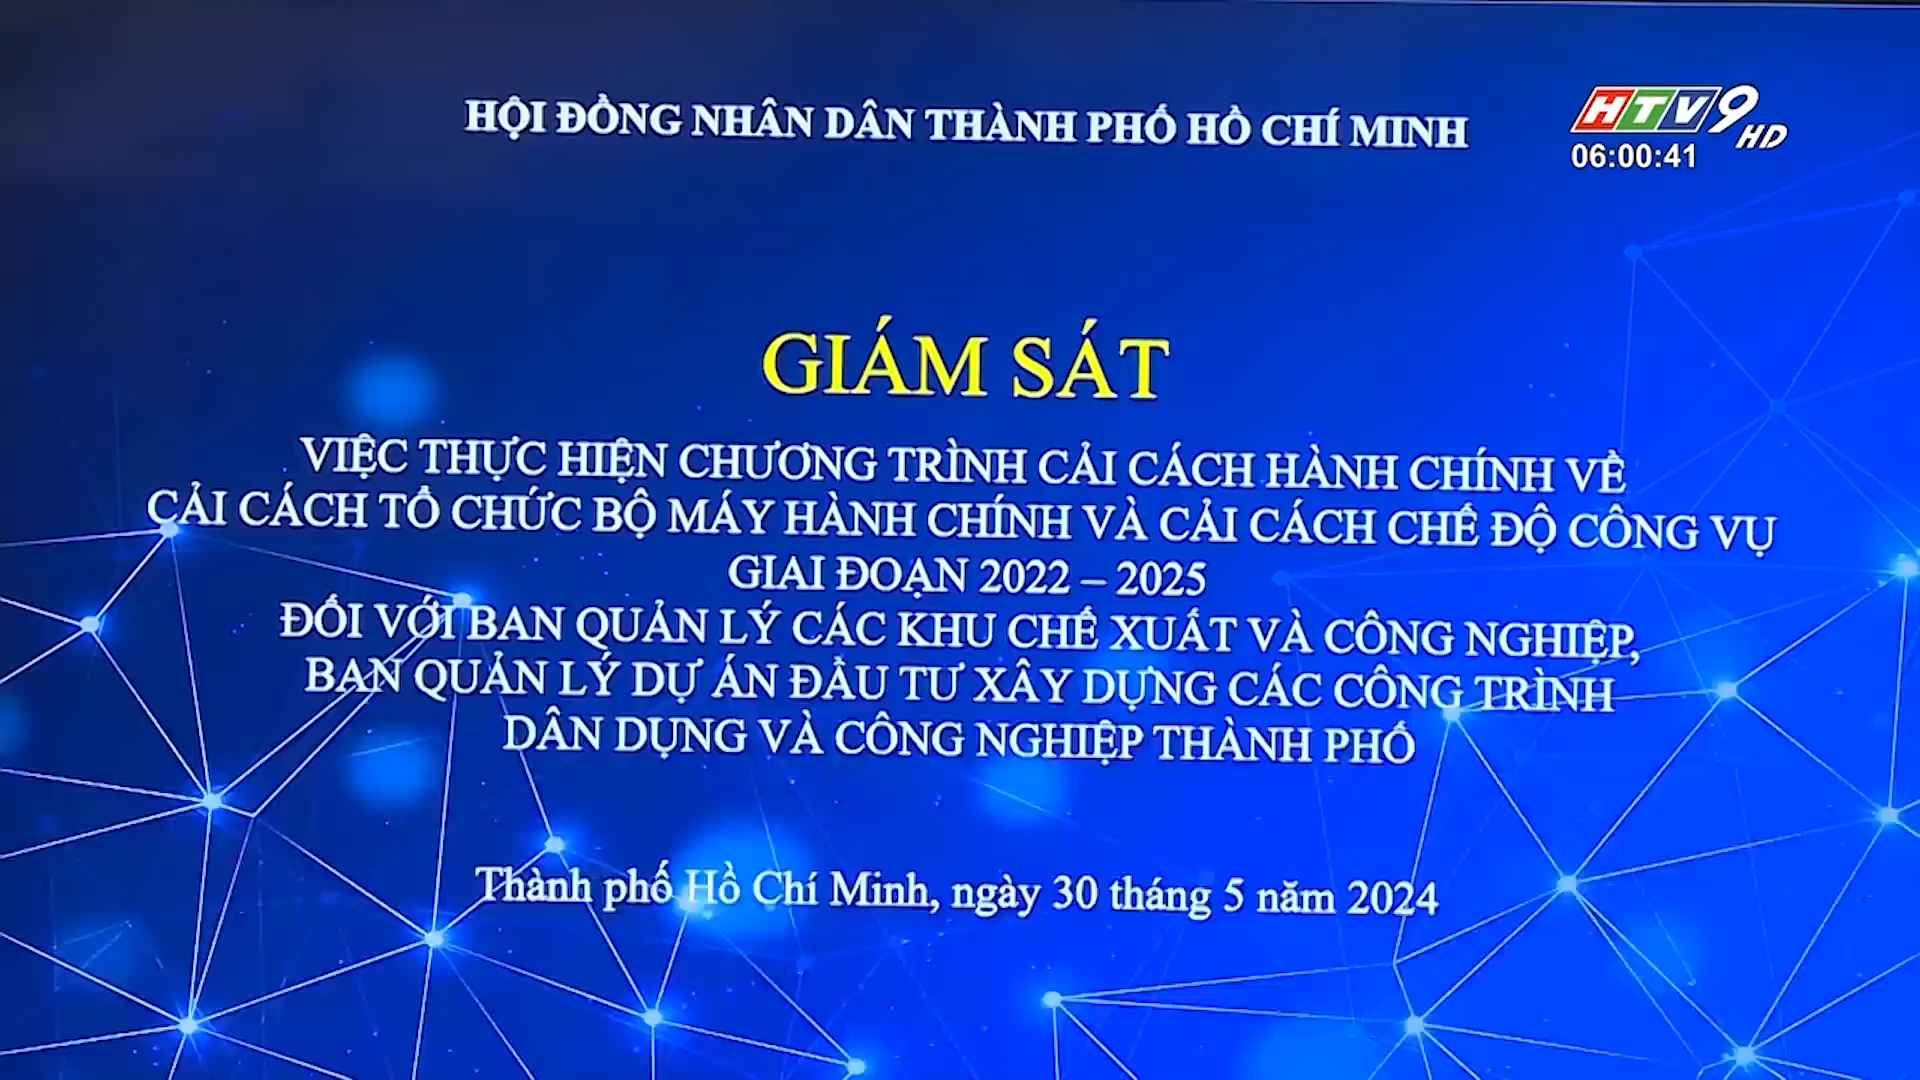 HỘI ĐỒNG NHÂN DÂN THÀNH PHỐ HỒ CHÍ MINH
HTV9 HD
06:00:41
GIÁM SÁT
VIỆC THỰC HIỆN CHƯƠNG TRÌNH CẢI CÁCH HÀNH CHÍNH VỀ
CẢI CÁCH TỔ CHỨC BỘ MÁY HÀNH CHÍNH VÀ CẢI CÁCH CHẾ ĐỘ CÔNG VỤ
GIAI ĐOẠN 2022 – 2025
ĐỐI VỚI BAN QUẢN LÝ CÁC KHU CHẾ XUẤT VÀ CÔNG NGHIỆP,
BAN QUẢN LÝ DỰ ÁN ĐẦU TƯ XÂY DỰNG CÁC CÔNG TRÌNH
DÂN DỤNG VÀ CÔNG NGHIỆP THÀNH PHỐ
Thành phố Hồ Chí Minh, ngày 30 tháng 5 năm 2024